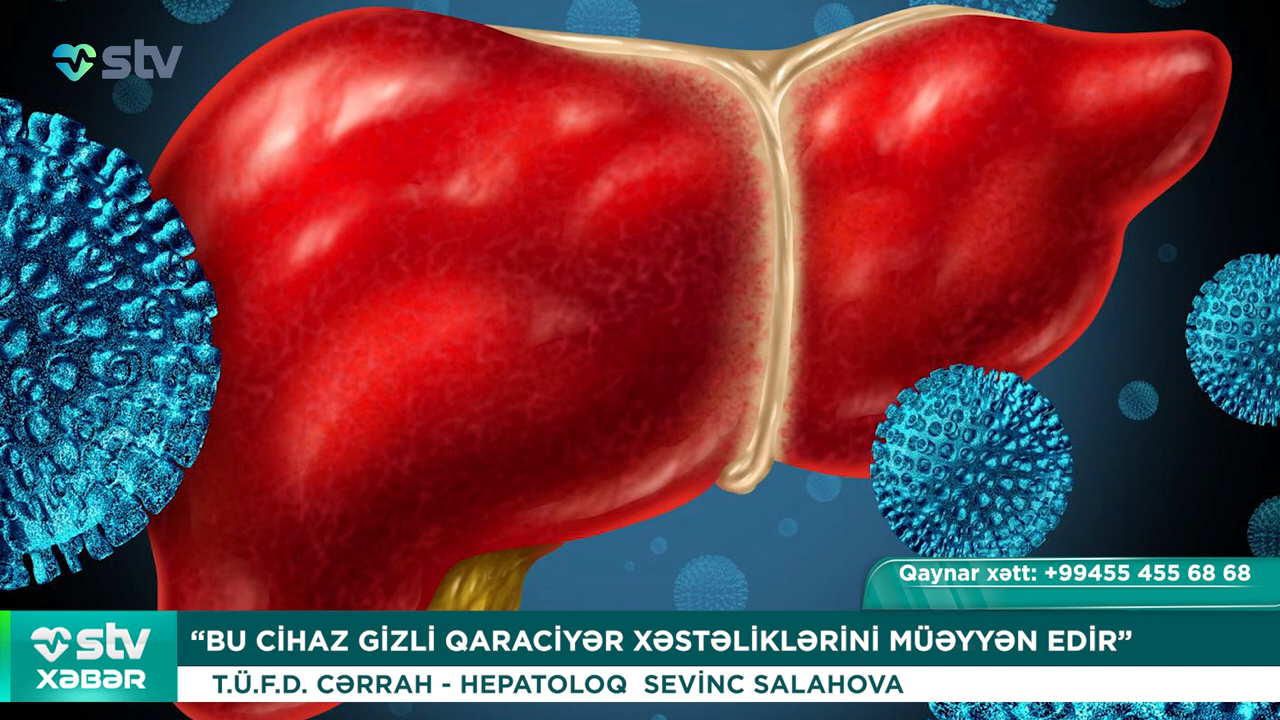 stv
Qaynar xətt: +99455 455 68 68
stv
XƏBƏR
“BU CİHAZ GİZLİ QARACİYƏR XƏSTƏLİKLƏRİNİ MÜƏYYƏN EDİR”
T.Ü.F.D. CƏRRAH - HEPATOLOQ SEVİNC SALAHOVA